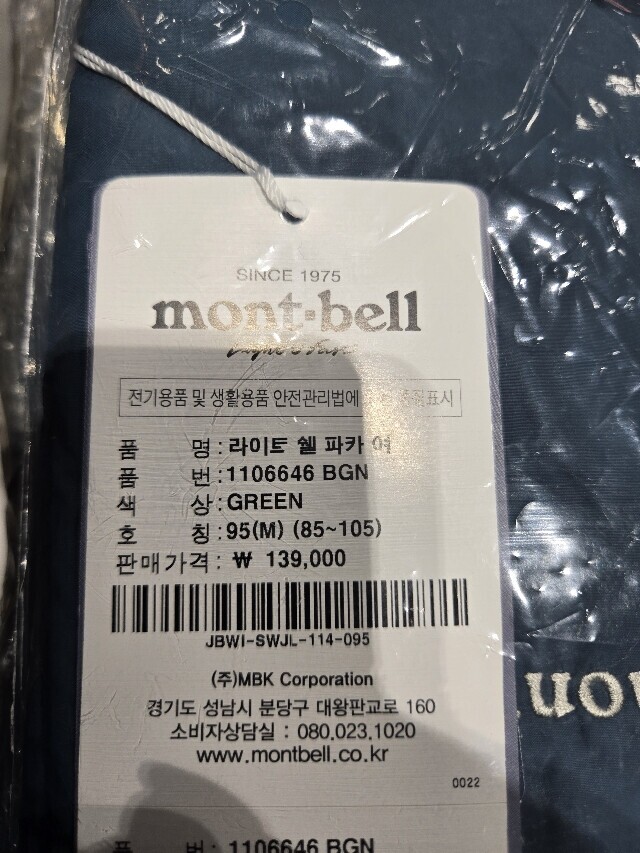 SINCE 1975
mont-bell
전기용품 및 생활용품 안전관리법에 표시
품 명 : 라이트 쉘 파카 여
품 번 : 1106646 BGN
색 상 : GREEN
호 칭 : 95(M) (85~105)
판매가격 : ₩ 139,000
JBWI-SWJL-114-095
(주)MBK Corporation
경기도 성남시 분당구 대왕판교로 160
소비자상담실 : 080.023.1020
www.montbell.co.kr
0022
품 번: 1106646 BGN